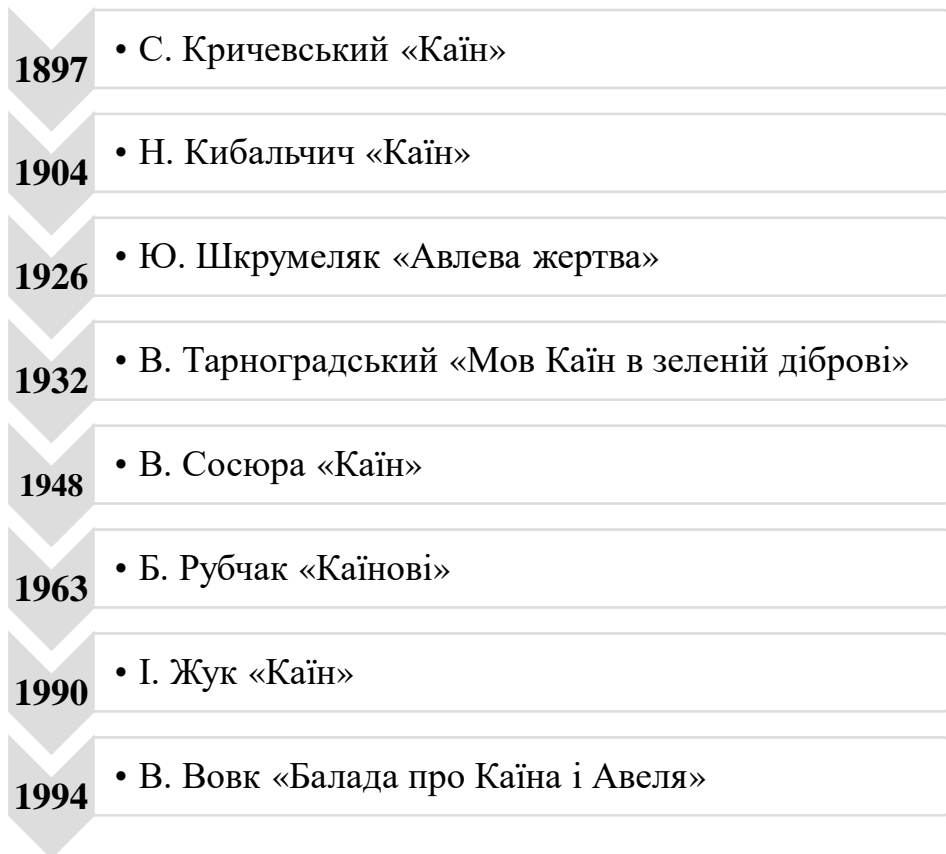 1897 • С. Кричевський «Каїн»
1904 • Н. Кибальчич «Каїн»
1926 • Ю. Шкрумеляк «Авлева жертва»
1932 • В. Тарноградський «Мов Каїн в зеленій діброві»
1948 • В. Сосюра «Каїн»
1963 • Б. Рубчак «Каїнові»
1990 • І. Жук «Каїн»
1994 • В. Вовк «Балада про Каїна і Авеля»